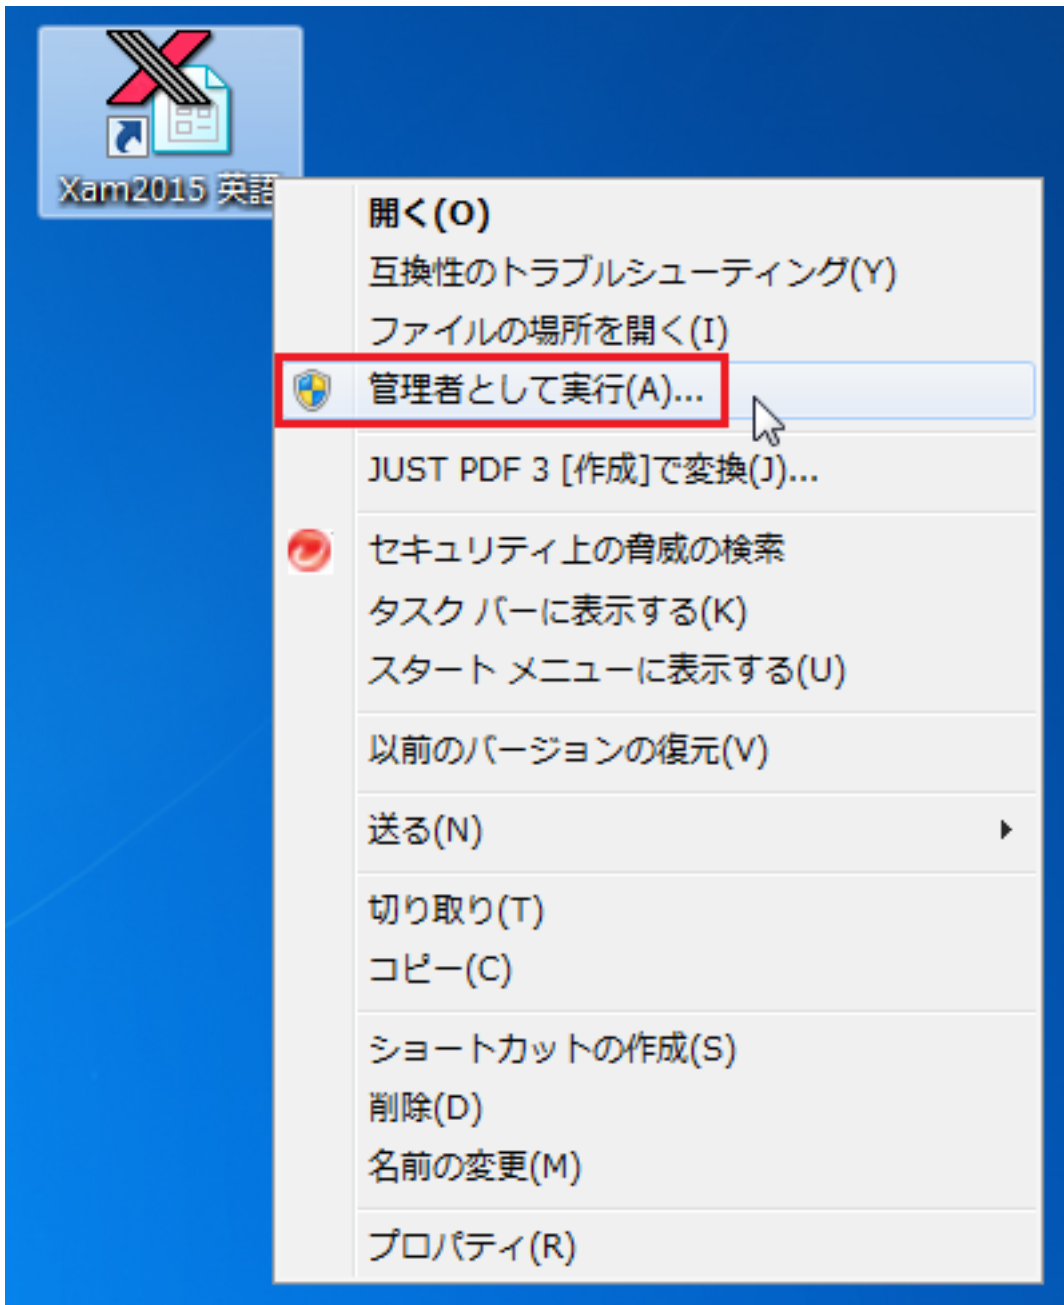 Xam2015 英語
開く(O)
互換性のトラブルシューティング(Y)
ファイルの場所を開く(I)
管理者として実行(A)...
JUST PDF 3 [作成]で変換(J)...
セキュリティ上の脅威の検索
タスク バーに表示する(K)
スタート メニューに表示する(U)
以前のバージョンの復元(V)
送る(N)
切り取り(T)
コピー(C)
ショートカットの作成(S)
削除(D)
名前の変更(M)
プロパティ(R)